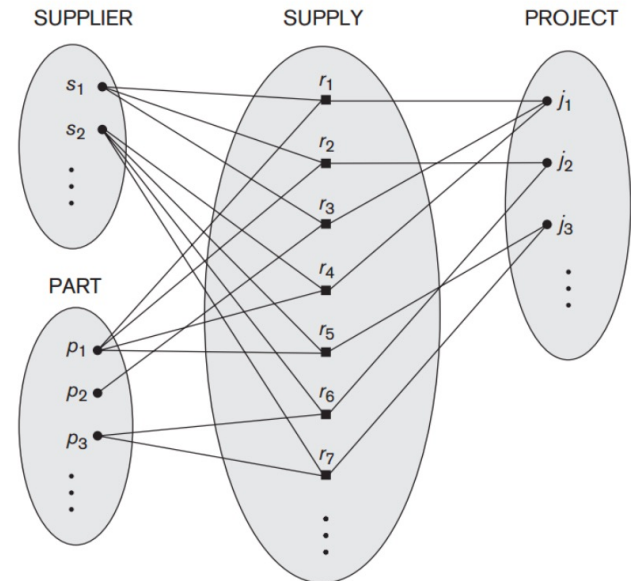 SUPPLIER
SUPPLY
PROJECT
s1
s2
r1
r2
r3
r4
r5
r6
r7
j1
j2
j3
PART
p1
p2
p3